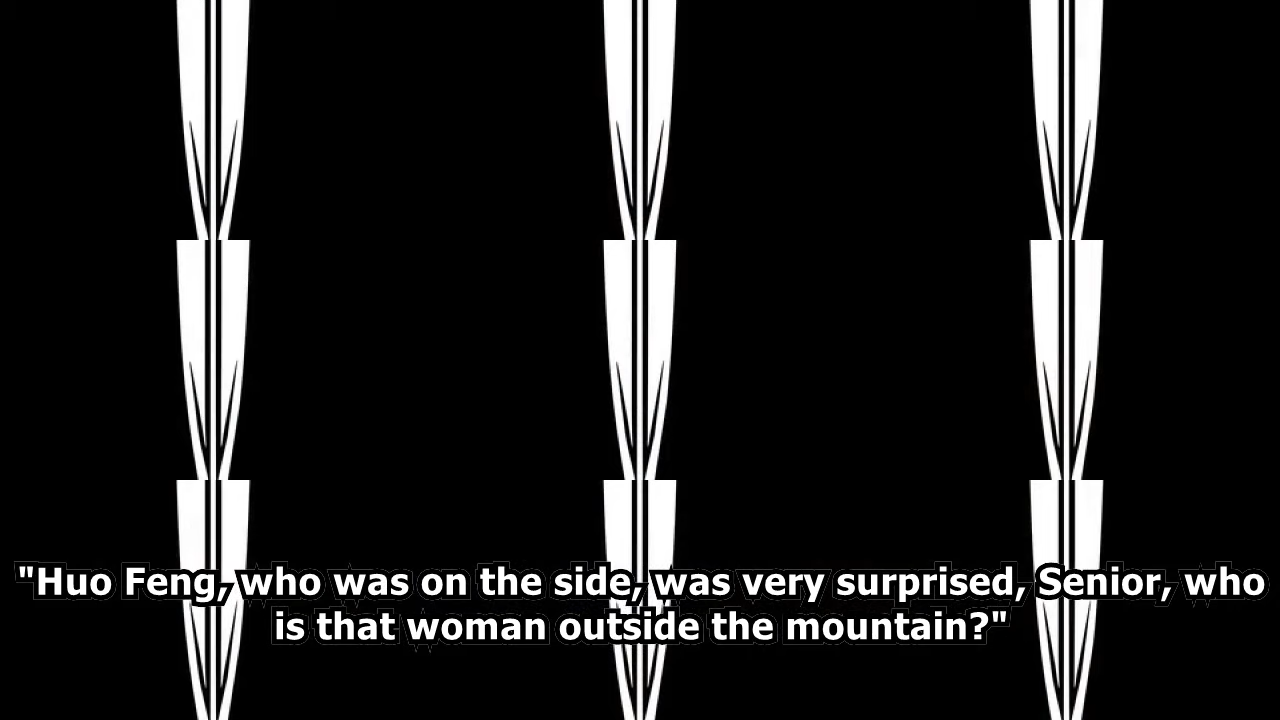 "Huo Feng, who was on the side, was very surprised, Senior, who
is that woman outside the mountain?"